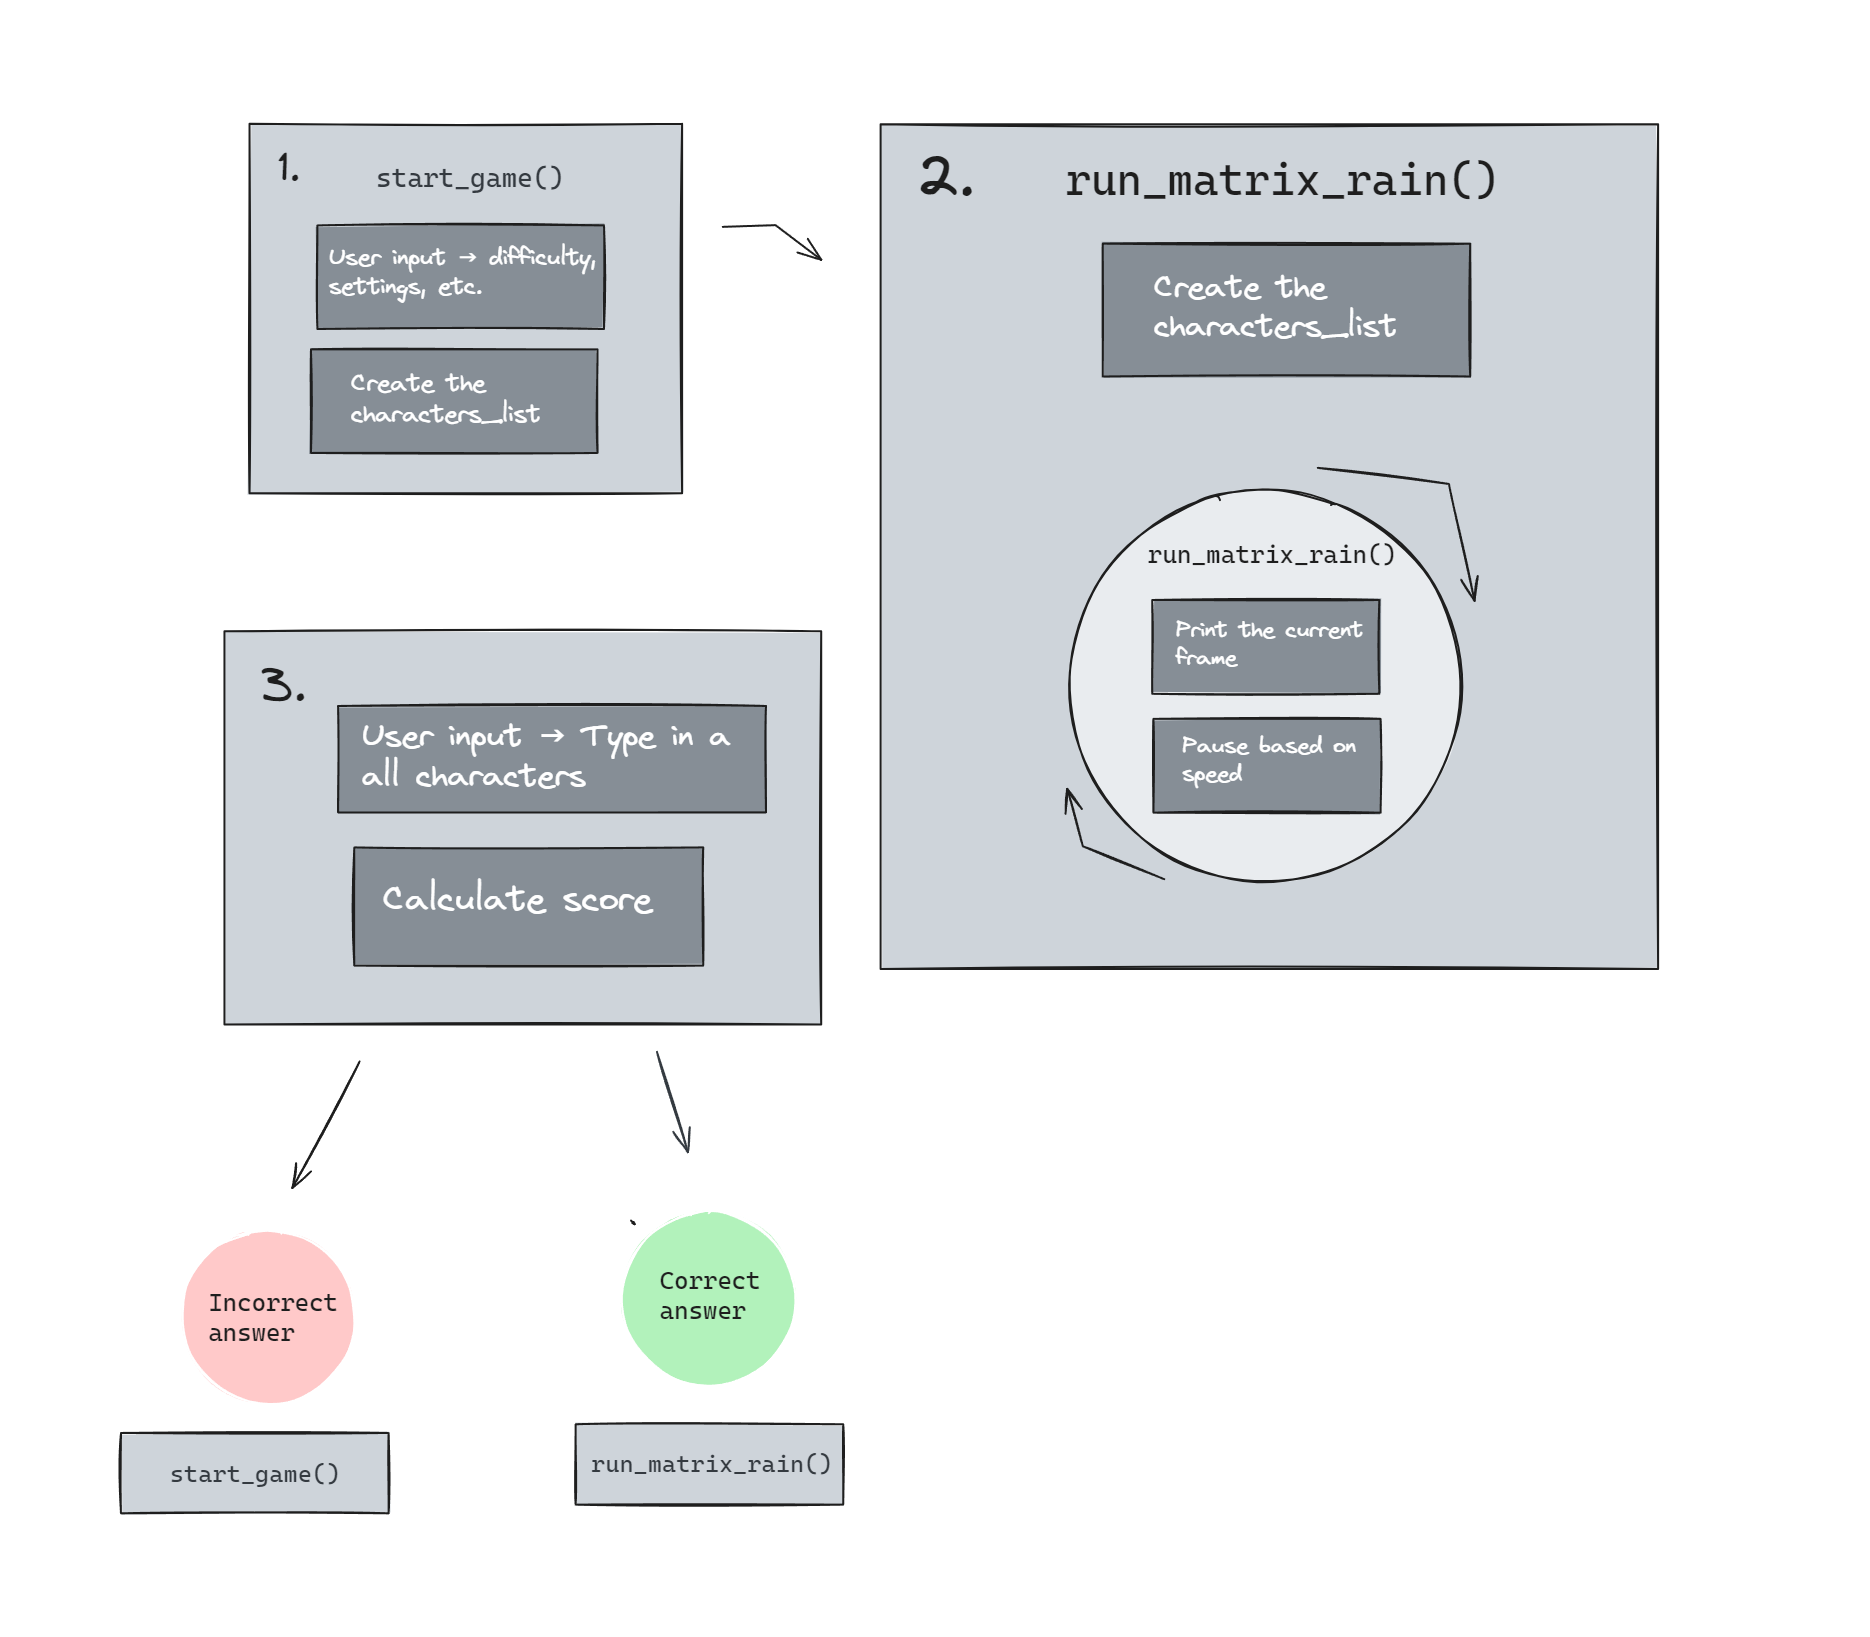 1.
start_game()
User input → difficulty,
settings, etc.
Create the
characters_list
2.
run_matrix_rain()
Create the
characters_list
run_matrix_rain()
Print the current
frame
Pause based on
speed
3.
User input → Type in a
all characters
Calculate score
Incorrect
answer
start_game()
Correct
answer
run_matrix_rain()